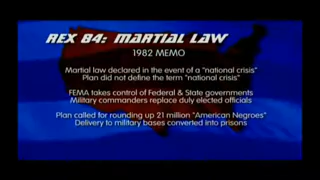 REX 84: MARTIAL LAW
1982 MEMO
Martial law declared in the event of a "national crisis"
Plan did not define the term "national crisis"
FEMA takes control of Federal & State governments
Military commanders replace duly elected officials
Plan called for rounding up 21 million "American Negroes"
Delivery to military bases converted into prisons